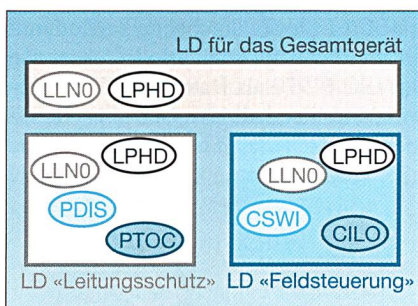 LD für das Gesamtgerät
LLN0 LPHD
LPHD LPHD
LLN0 LLN0
PDIS CSWI
PTOC CILO
LD «Leitungsschutz» LD «Feldsteuerung»